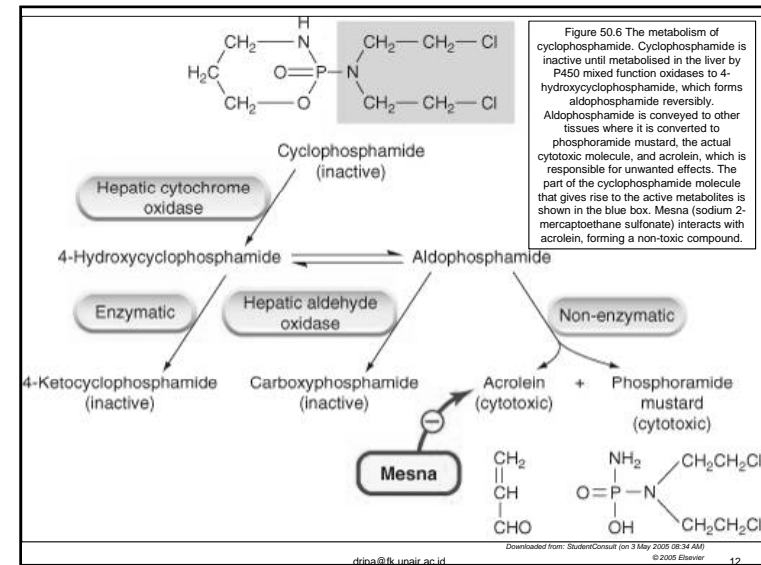 H
CH2 N CH2—CH2—Cl
H2C O=P—N
CH2 O CH2—CH2—Cl
Figure 50.6 The metabolism of
cyclophosphamide. Cyclophosphamide is
inactive until metabolised in the liver by
P450 mixed function oxidases to 4-
hydroxycyclophosphamide, which forms
aldophosphamide reversibly.
Aldophosphamide is conveyed to other
tissues where it is converted to
phosphoramide mustard, the actual
cytotoxic molecule, and acrolein, which is
responsible for unwanted effects. The
part of the cyclophosphamide molecule
that gives rise to the active metabolites is
shown in the blue box. Mesna (sodium 2-
mercaptoethane sulfonate) interacts with
acrolein, forming a non-toxic compound.
Cyclophosphamide
(inactive)
Hepatic cytochrome
oxidase
4-Hydroxycyclophosphamide
Aldophosphamide
Enzymatic
Hepatic aldehyde
oxidase
Non-enzymatic
4-Ketocyclophosphamide
(inactive)
Carboxyphosphamide
(inactive)
Acrolein
(cytotoxic)
+
Phosphoramide
mustard
(cytotoxic)
−
Mesna
CH2
CH
CHO
NH2 CH2CH2Cl
O=P—N
OH CH2CH2Cl
Downloaded from: StudentConsult (on 3 May 2005 08:34 AM)
© 2005 Elsevier
dripa@fk.unair.ac.id
12